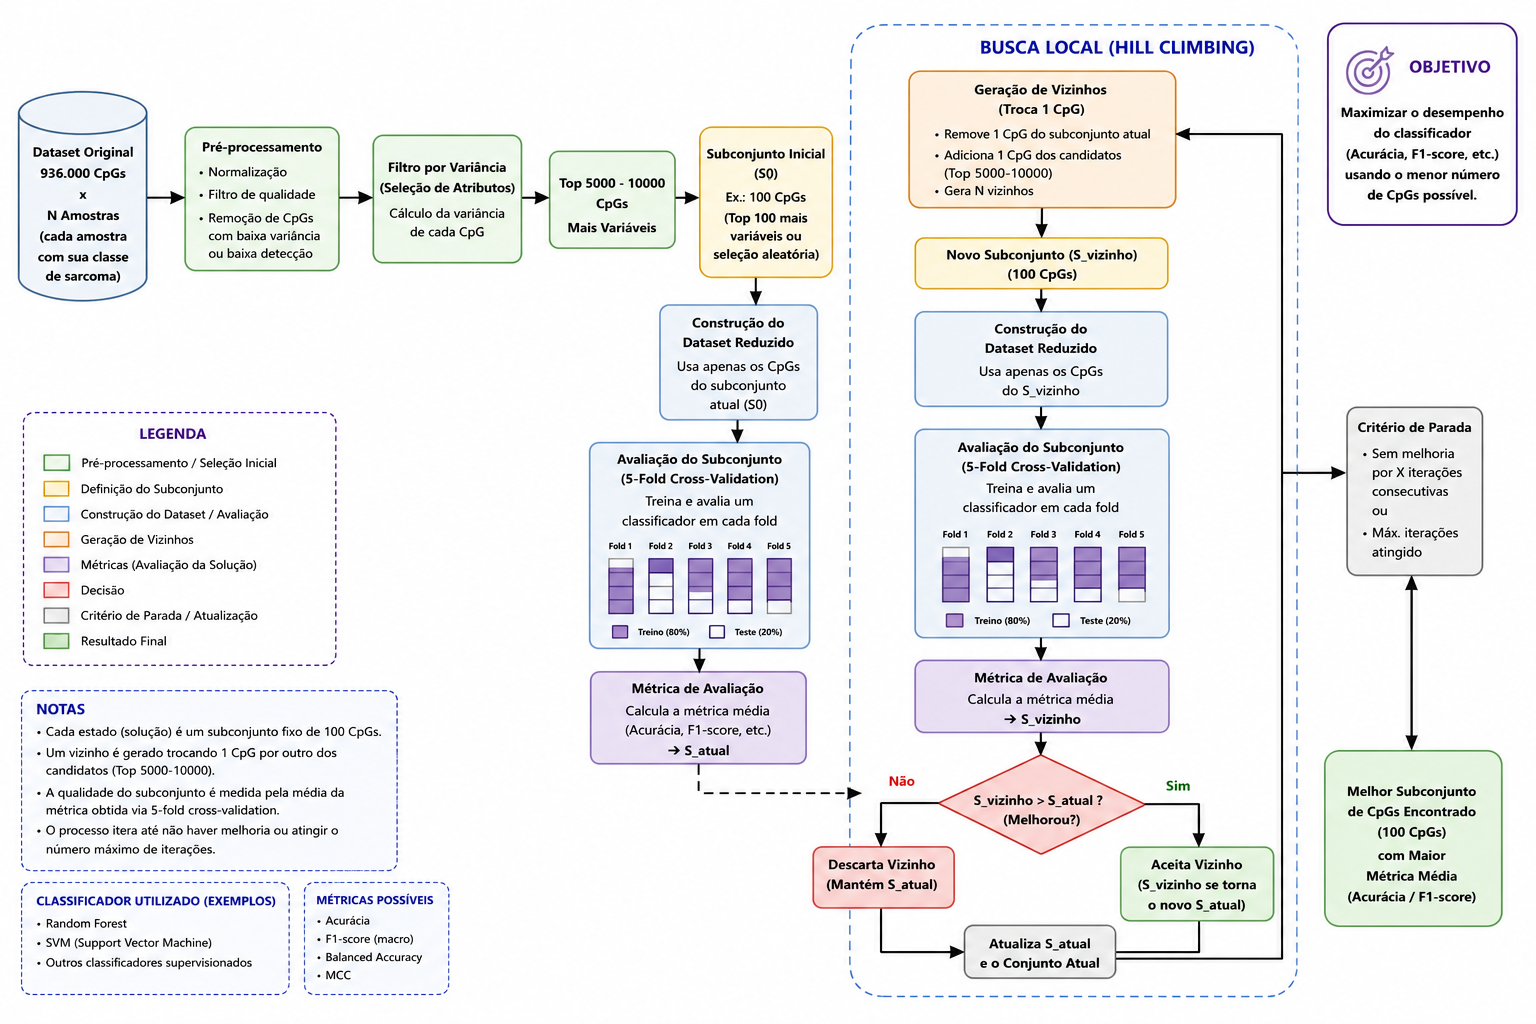 Dataset Original
936.000 CpGs
x
N Amostras
(cada amostra
com sua classe
de sarcoma)
Pré-processamento
• Normalização
• Filtro de qualidade
• Remoção de CpGs
com baixa variância
ou baixa detecção
Filtro por Variância
(Seleção de Atributos)
Cálculo da variância
de cada CpG
Top 5000 - 10000
CpGs
Mais Variáveis
Subconjunto Inicial
(S0)
Ex.: 100 CpGs
(Top 100 mais
variáveis ou
seleção aleatória)
Construção do
Dataset Reduzido
Usa apenas os CpGs
do subconjunto
atual (S0)
Avaliação do Subconjunto
(5-Fold Cross-Validation)
Treina e avalia um
classificador em cada fold
Fold 1 Fold 2 Fold 3 Fold 4 Fold 5
Treino (80%) Teste (20%)
Métrica de Avaliação
Calcula a métrica média
(Acurácia, F1-score, etc.)
→ S_atual
BUSCA LOCAL (HILL CLIMBING)
Geração de Vizinhos
(Troca 1 CpG)
• Remove 1 CpG do subconjunto atual
• Adiciona 1 CpG dos candidatos
(Top 5000-10000)
• Gera N vizinhos
Novo Subconjunto (S_vizinho)
(100 CpGs)
Construção do
Dataset Reduzido
Usa apenas os CpGs
do S_vizinho
Avaliação do Subconjunto
(5-Fold Cross-Validation)
Treina e avalia um
classificador em cada fold
Fold 1 Fold 2 Fold 3 Fold 4 Fold 5
Treino (80%) Teste (20%)
Métrica de Avaliação
Calcula a métrica média
→ S_vizinho
S_vizinho > S_atual ?
(Melhorou?)
Não
Sim
Descarta Vizinho
(Mantém S_atual)
Aceita Vizinho
(S_vizinho se torna
o novo S_atual)
Atualiza S_atual
e o Conjunto Atual
OBJETIVO
Maximizar o desempenho
do classificador
(Acurácia, F1-score, etc.)
usando o menor número
de CpGs possível.
Critério de Parada
• Sem melhoria
por X iterações
consecutivas
ou
• Máx. iterações
atingido
Melhor Subconjunto
de CpGs Encontrado
(100 CpGs)
com Maior
Métrica Média
(Acurácia / F1-score)
LEGENDA
Pré-processamento / Seleção Inicial
Definição do Subconjunto
Construção do Dataset / Avaliação
Geração de Vizinhos
Métricas (Avaliação da Solução)
Decisão
Critério de Parada / Atualização
Resultado Final
NOTAS
• Cada estado (solução) é um subconjunto fixo de 100 CpGs.
• Um vizinho é gerado trocando 1 CpG por outro dos
candidatos (Top 5000-10000).
• A qualidade do subconjunto é medida pela média da
métrica obtida via 5-fold cross-validation.
• O processo itera até não haver melhoria ou atingir o
número máximo de iterações.
CLASSIFICADOR UTILIZADO (EXEMPLOS)
• Random Forest
• SVM (Support Vector Machine)
• Outros classificadores supervisionados
MÉTRICAS POSSÍVEIS
• Acurácia
• F1-score (macro)
• Balanced Accuracy
• MCC